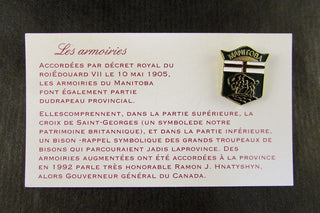 Les armoiries
MANITOBA
ACCORDÉES PAR DÉCRET ROYAL DU
ROIÉDOUARD VII LE 10 MAI 1905,
LES ARMOIRIES DU MANITOBA
FONT ÉGALEMENT PARTIE
DUDRAPEAU PROVINCIAL.
ELLESCOMPRENNENT, DANS LA PARTIE SUPÉRIEURE, LA
CROIX DE SAINT-GEORGES (UN SYMBOLEDE NOTRE
PATRIMOINE BRITANNIQUE), ET DANS LA PARTIE INFÉRIEURE,
UN BISON -RAPPEL SYMBOLIQUE DES GRANDS TROUPEAUX DE
BISONS QUI PARCOURAIENT JADIS LAPROVINCE. DES
ARMOIRIES AUGMENTÉES ONT ÉTÉ ACCORDÉES À LA PROVINCE
EN 1992 PARLE TRÈS HONORABLE RAMON J. HNATYSHYN,
ALORS GOUVERNEUR GÉNÉRAL DU CANADA.